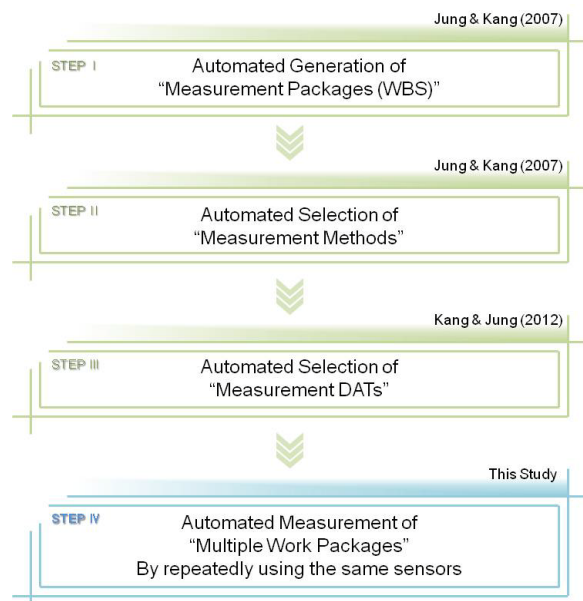 Jung & Kang (2007)
STEP Ⅰ
Automated Generation of
“Measurement Packages (WBS)”
Jung & Kang (2007)
STEP Ⅱ
Automated Selection of
“Measurement Methods”
Kang & Jung (2012)
STEP Ⅲ
Automated Selection of
“Measurement DATs”
This Study
STEP Ⅳ
Automated Measurement of
“Multiple Work Packages”
By repeatedly using the same sensors